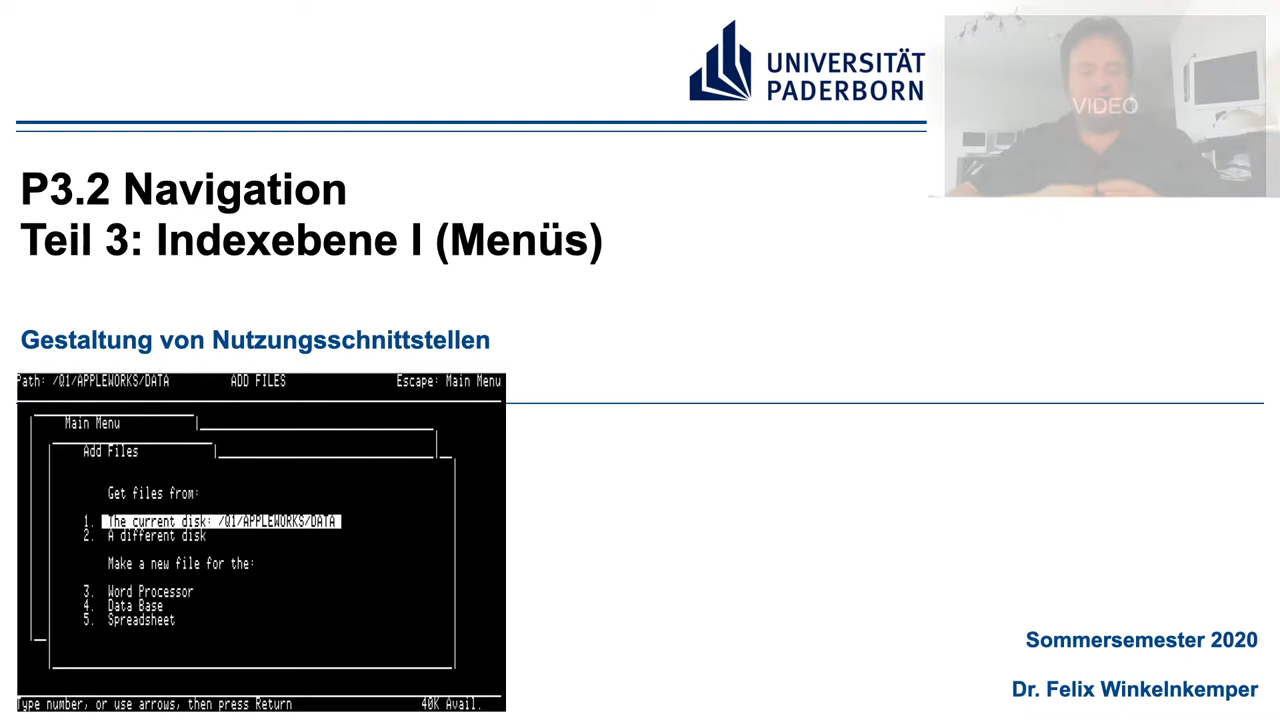 UNIVERSITÄT
PADERBORN
VIDEO
P3.2 Navigation
Teil 3: Indexebene I (Menüs)
Gestaltung von Nutzungsschnittstellen
Path: /Q1/APPLEWORKS/DATA ADD FILES Escape: Main Menu
Main Menu
Add Files
Get files from:
1. The current disk: /Q1/APPLEWORKS/DATA
2. A different disk
Make a new file for the:
3. Word Processor
4. Data Base
5. Spreadsheet
Type number, or use arrows, then press Return 40K Avail.
Sommersemester 2020
Dr. Felix Winkelnkemper